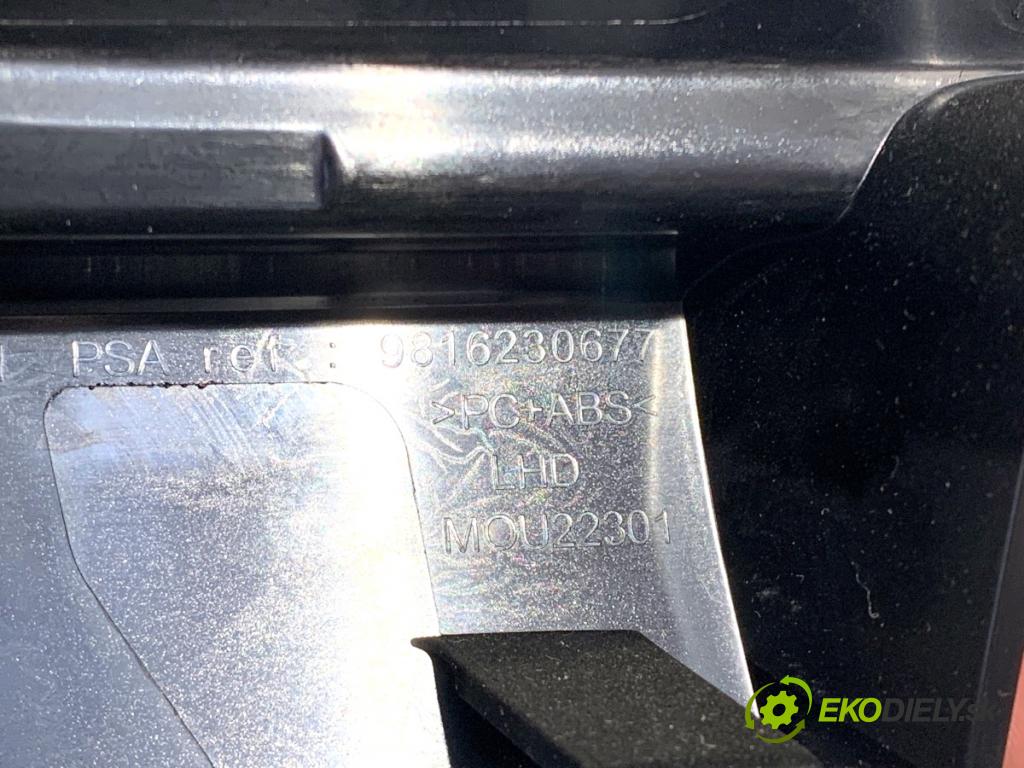 PSA ref : 9816230677
>PC+ABS<
LHD
MOU22301
EKODIELY.sk